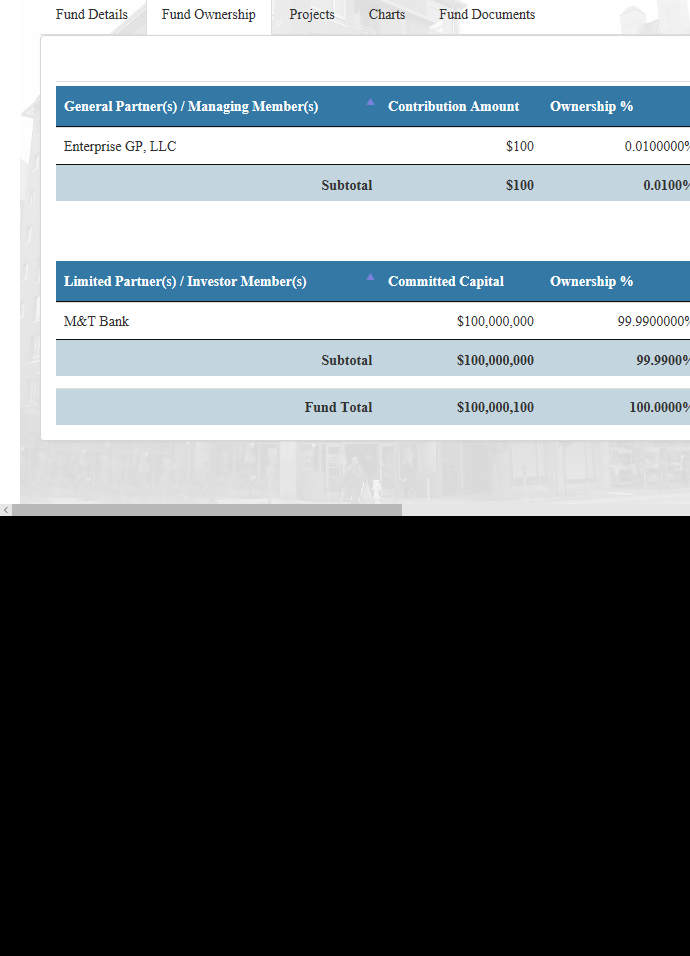 Fund Details Fund Ownership Projects Charts Fund Documents
General Partner(s) / Managing Member(s) Contribution Amount Ownership %
Enterprise GP, LLC $100 0.0100000%
Subtotal $100 0.0100%
Limited Partner(s) / Investor Member(s) Committed Capital Ownership %
M&T Bank $100,000,000 99.9900000%
Subtotal $100,000,000 99.9900%
Fund Total $100,000,100 100.0000%